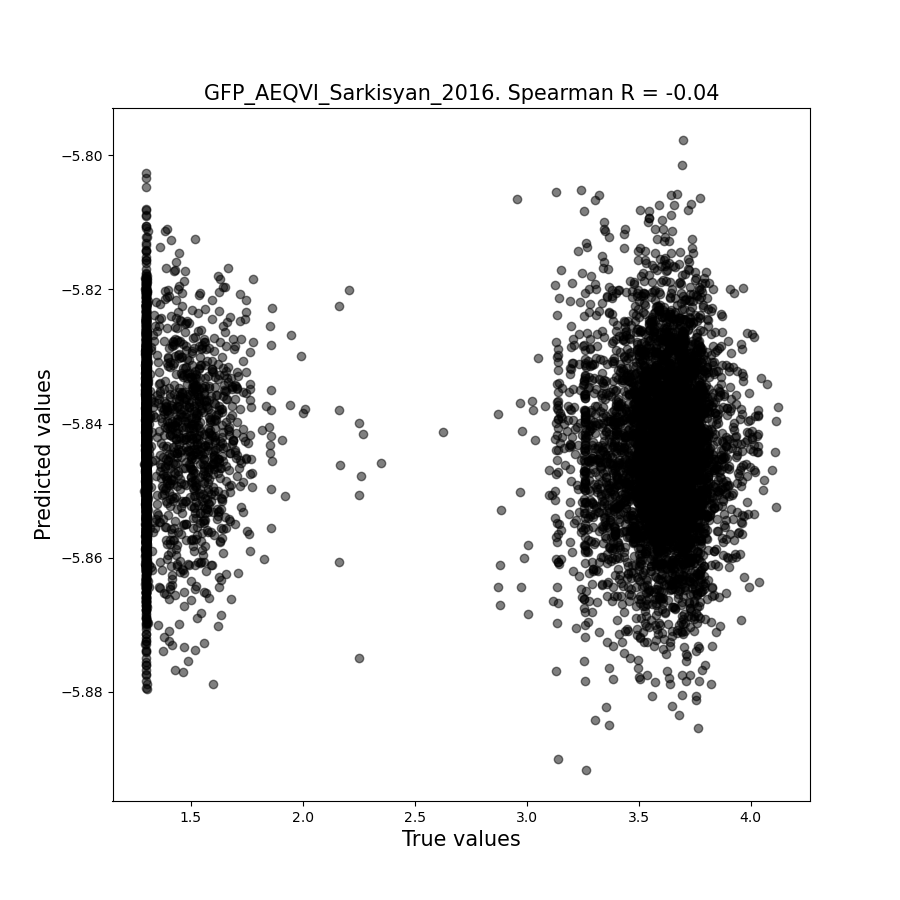 GFP_AEQVI_Sarkisyan_2016. Spearman R = -0.04
−5.80
−5.82
−5.84
−5.86
−5.88
Predicted values
1.5 2.0 2.5 3.0 3.5 4.0
True values